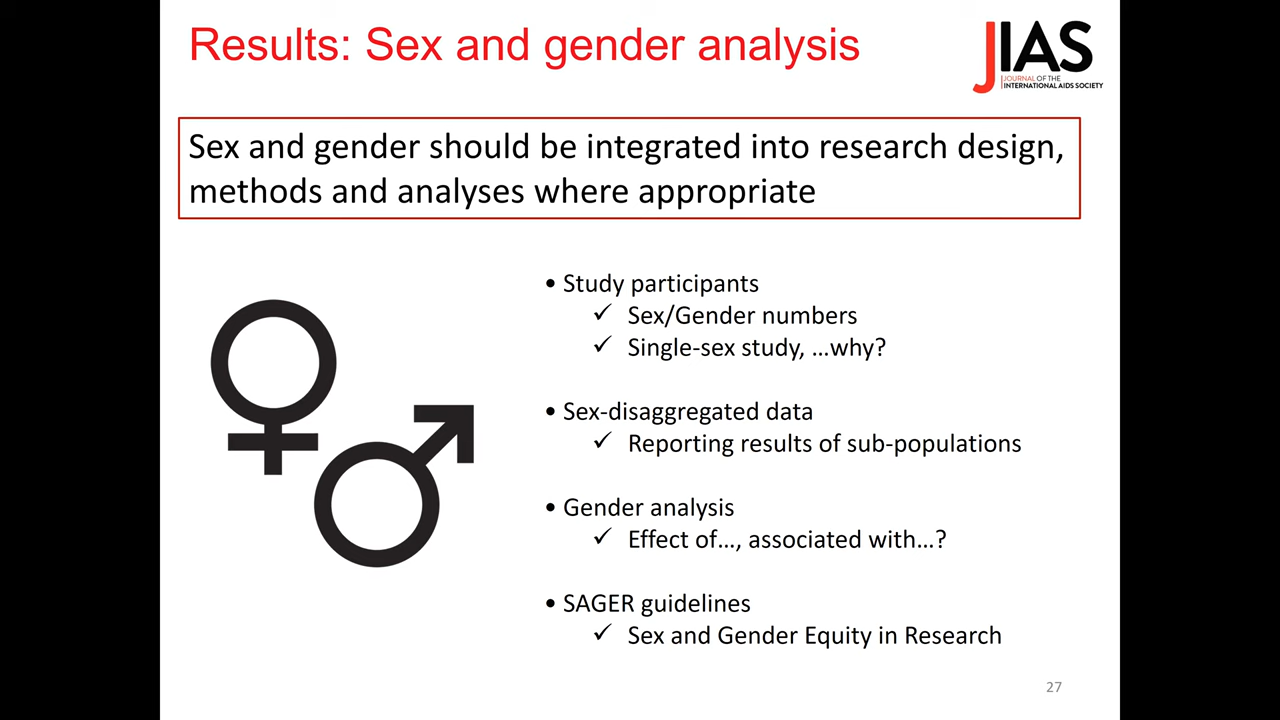 Results: Sex and gender analysis
JIAS
JOURNAL OF THE
INTERNATIONAL AIDS SOCIETY
Sex and gender should be integrated into research design,
methods and analyses where appropriate
• Study participants
✓ Sex/Gender numbers
✓ Single-sex study, ...why?
• Sex-disaggregated data
✓ Reporting results of sub-populations
• Gender analysis
✓ Effect of..., associated with...?
• SAGER guidelines
✓ Sex and Gender Equity in Research
27